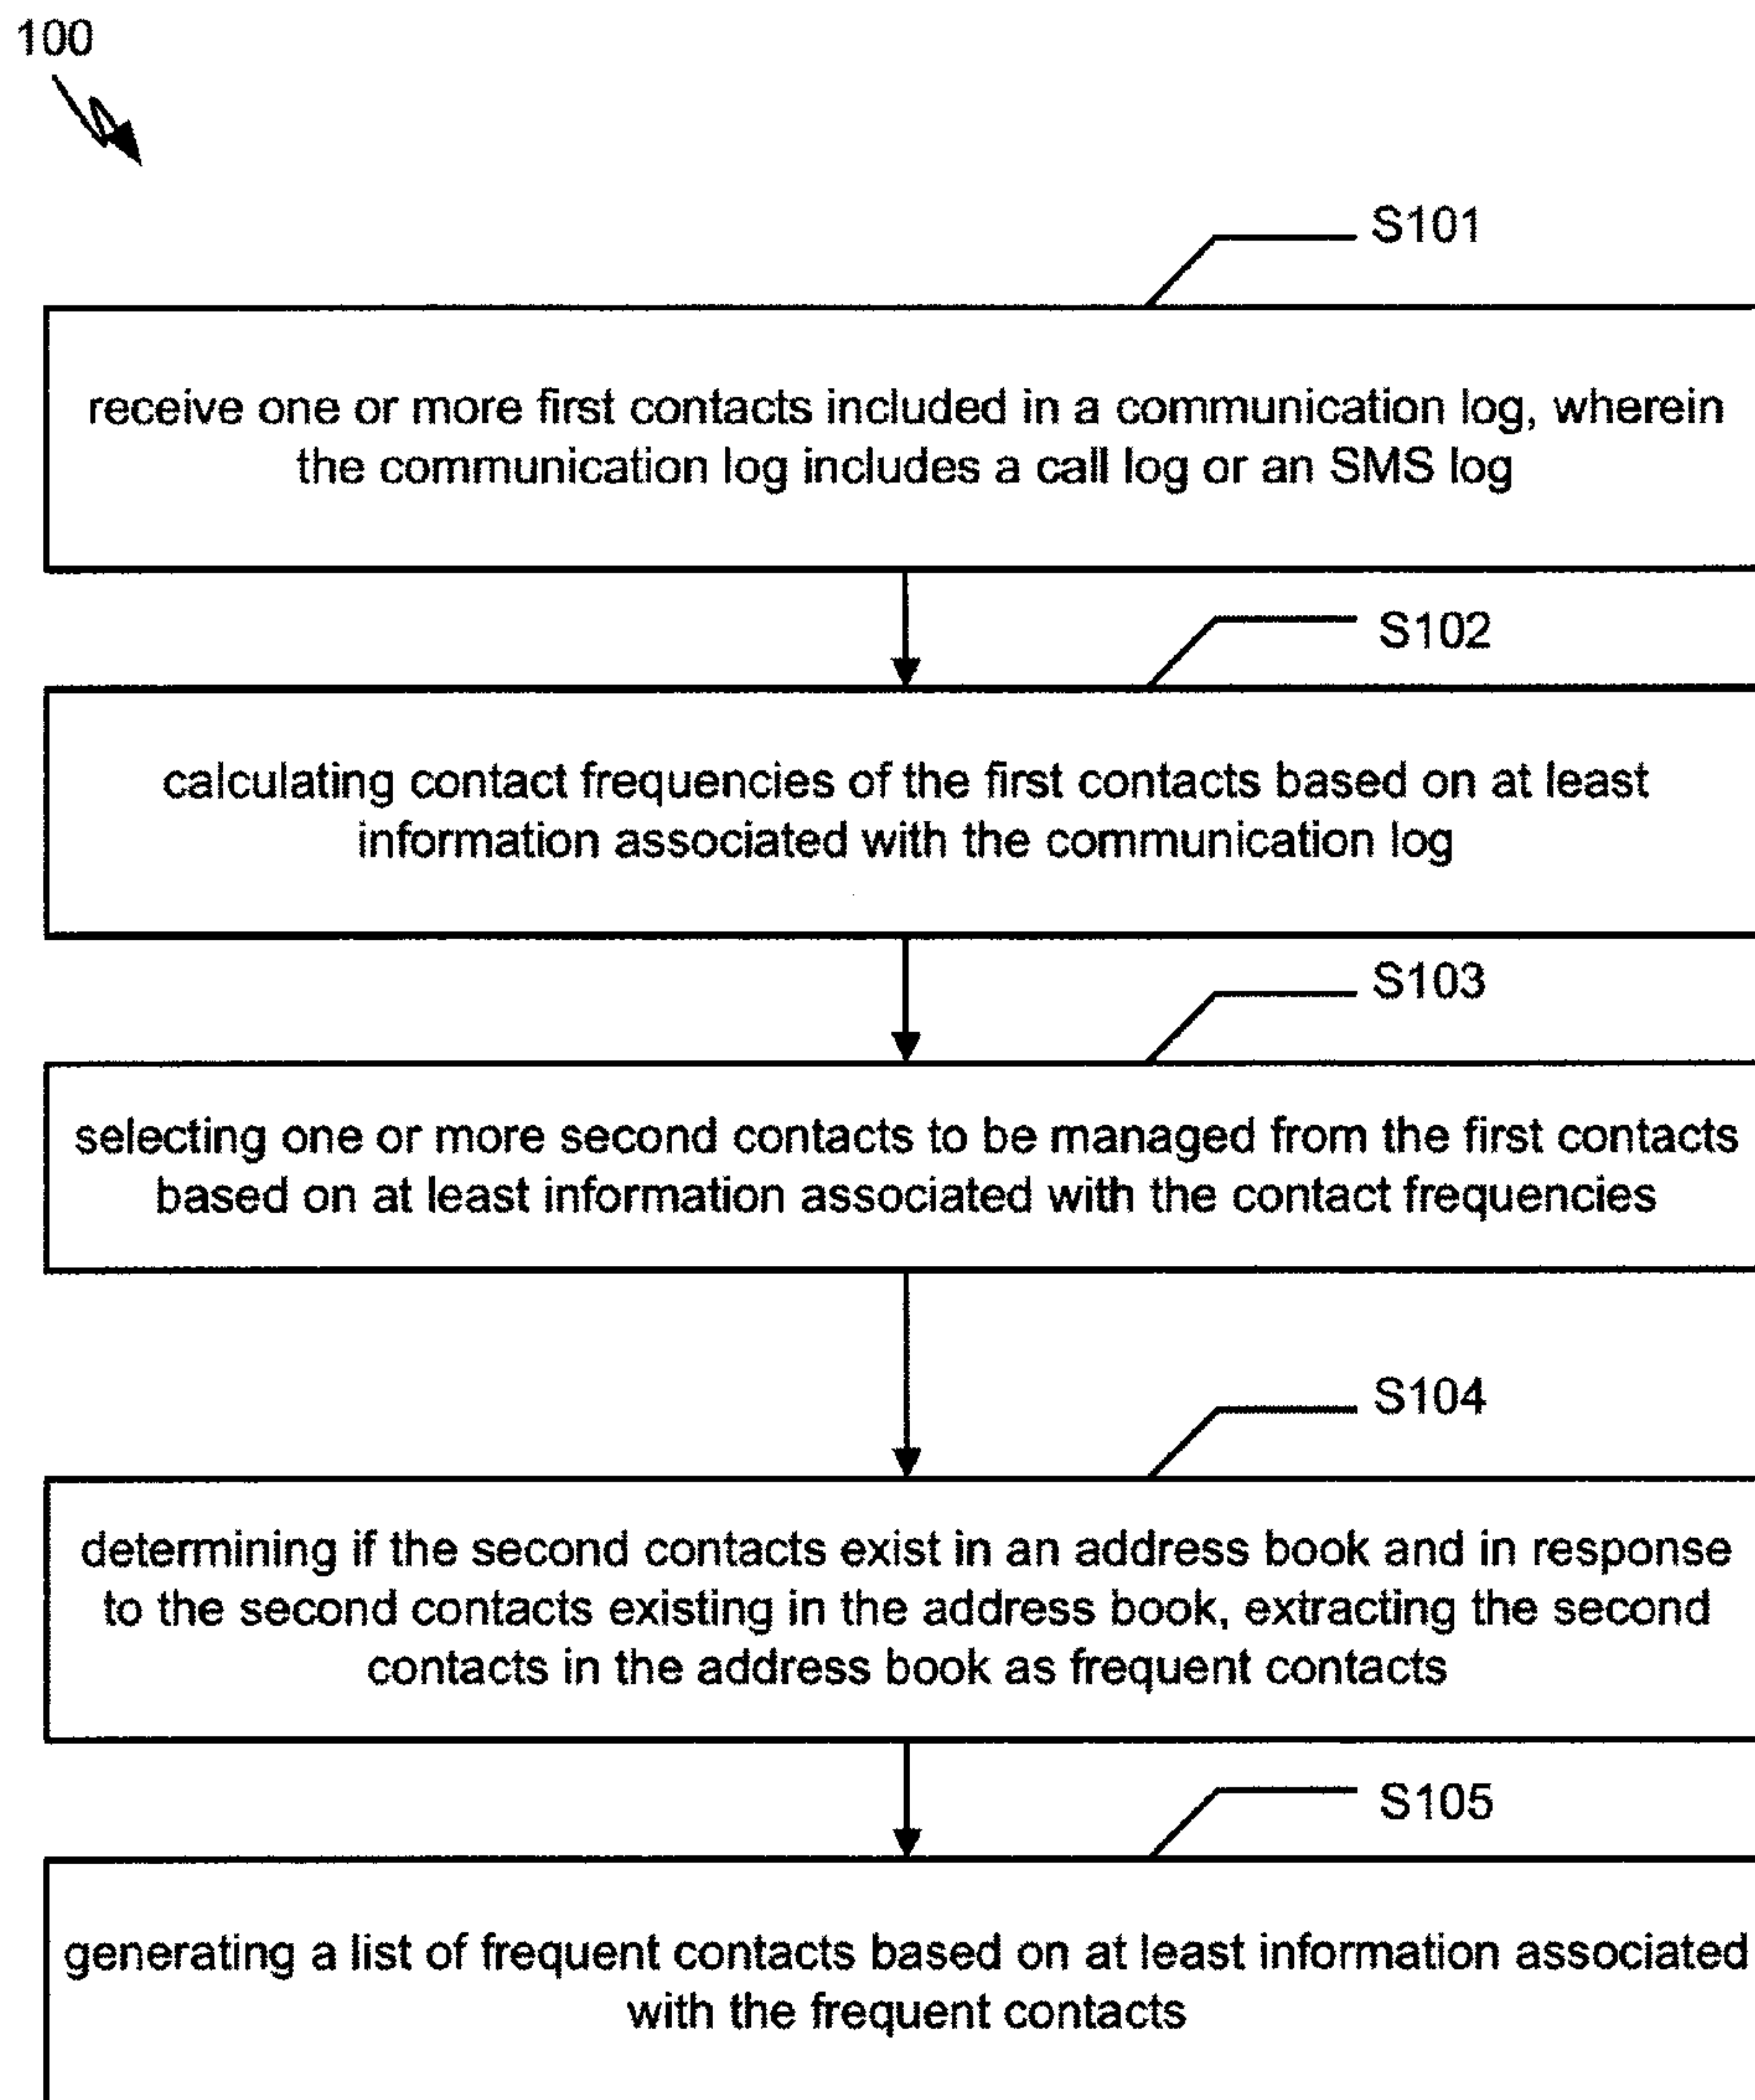 100
S101
receive one or more first contacts included in a communication log, wherein
the communication log includes a call log or an SMS log
S102
calculating contact frequencies of the first contacts based on at least
information associated with the communication log
S103
selecting one or more second contacts to be managed from the first contacts
based on at least information associated with the contact frequencies
S104
determining if the second contacts exist in an address book and in response
to the second contacts existing in the address book, extracting the second
contacts in the address book as frequent contacts
S105
generating a list of frequent contacts based on at least information associated
with the frequent contacts